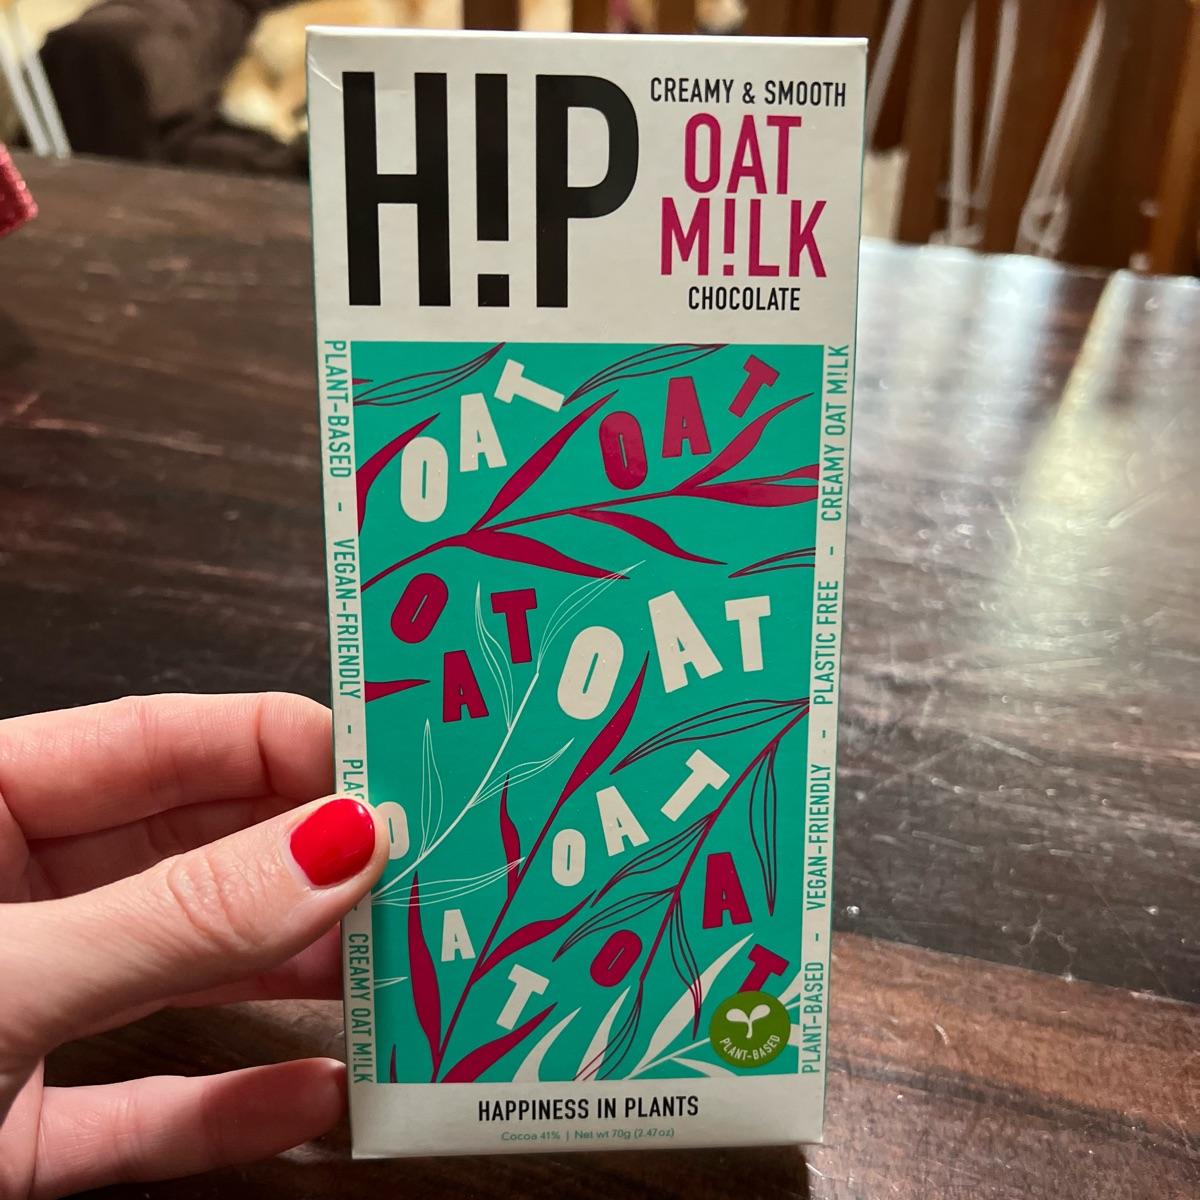 H!P
CREAMY & SMOOTH
OAT
M!LK
CHOCOLATE
PLANT-BASED - VEGAN-FRIENDLY - CREAMY OAT M!LK
OAT
OAT
OAT
OAT
OAT
OAT
OAT
PLANT-BASED - VEGAN-FRIENDLY - PLASTIC FREE - CREAMY OAT M!LK
PLANT-BASED
HAPPINESS IN PLANTS
Cocoa 41% | Net wt 70g (2.47oz)